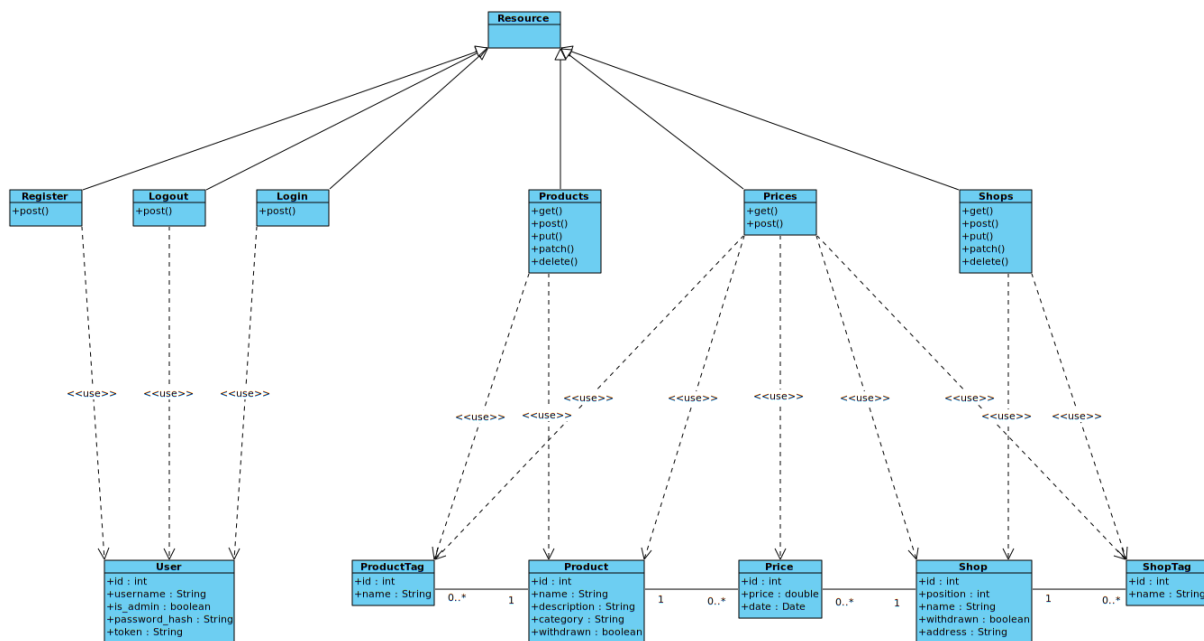 Resource
Register
+post()
Logout
+post()
Login
+post()
Products
+get()
+post()
+put()
+patch()
+delete()
Prices
+get()
+post()
Shops
+get()
+post()
+put()
+patch()
+delete()
<<use>>
<<use>>
<<use>>
<<use>>
<<use>>
<<use>>
<<use>>
<<use>>
<<use>>
<<use>>
<<use>>
<<use>>
User
+id : int
+username : String
+is_admin : boolean
+password_hash : String
+token : String
ProductTag
+id : int
+name : String
0..*
1
Product
+id : int
+name : String
+description : String
+category : String
+withdrawn : boolean
1
0..*
Price
+id : int
+price : double
+date : Date
0..*
1
Shop
+id : int
+position : int
+name : String
+withdrawn : boolean
+address : String
1
0..*
ShopTag
+id : int
+name : String